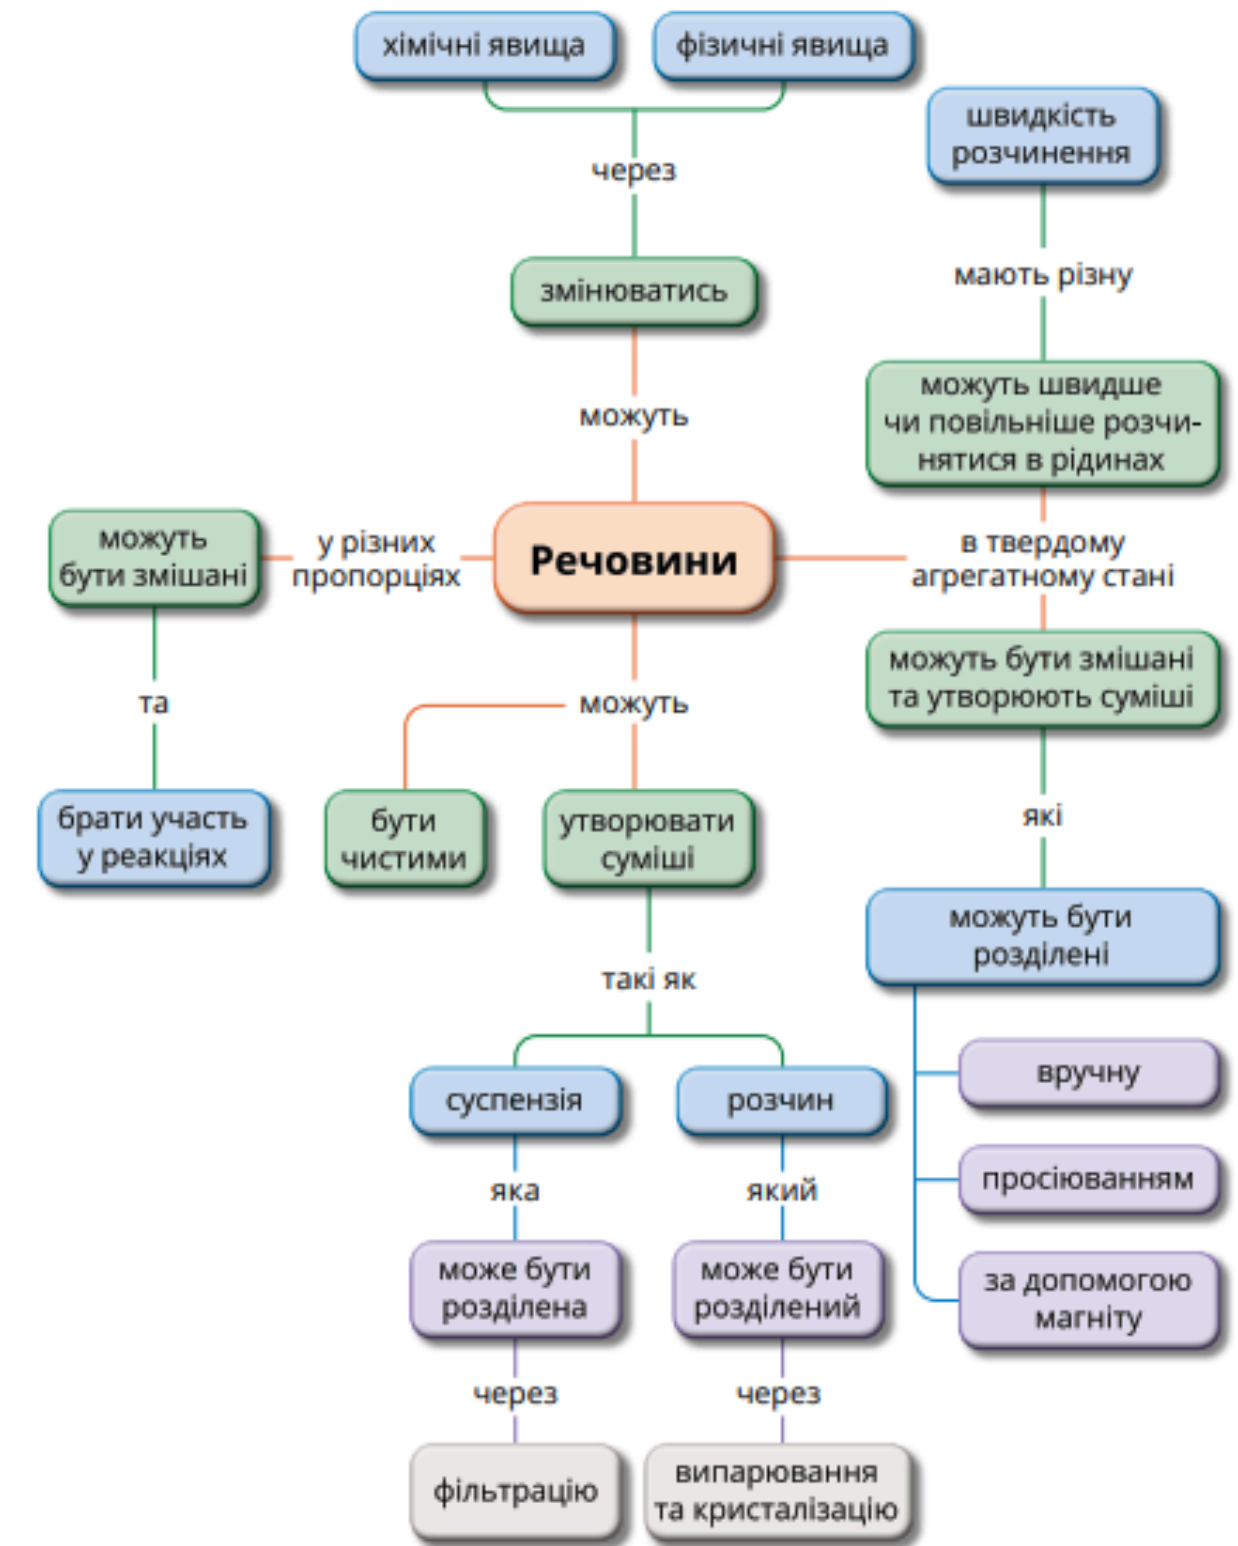 хімічні явища
фізичні явища
швидкість
розчинення
через
мають різну
змінюватись
можуть швидше
чи повільніше розчи-
нятися в рідинах
можуть
можуть
бути змішані
у різних
пропорціях
Речовини
в твердому
агрегатному стані
можуть бути змішані
та утворюють суміші
та
можуть
брати участь
у реакціях
бути
чистими
утворювати
суміші
які
можуть бути
розділені
такі як
вручну
суспензія
розчин
просіюванням
яка
який
може бути
розділена
може бути
розділений
за допомогою
магніту
через
через
фільтрацію
випарювання
та кристалізацію